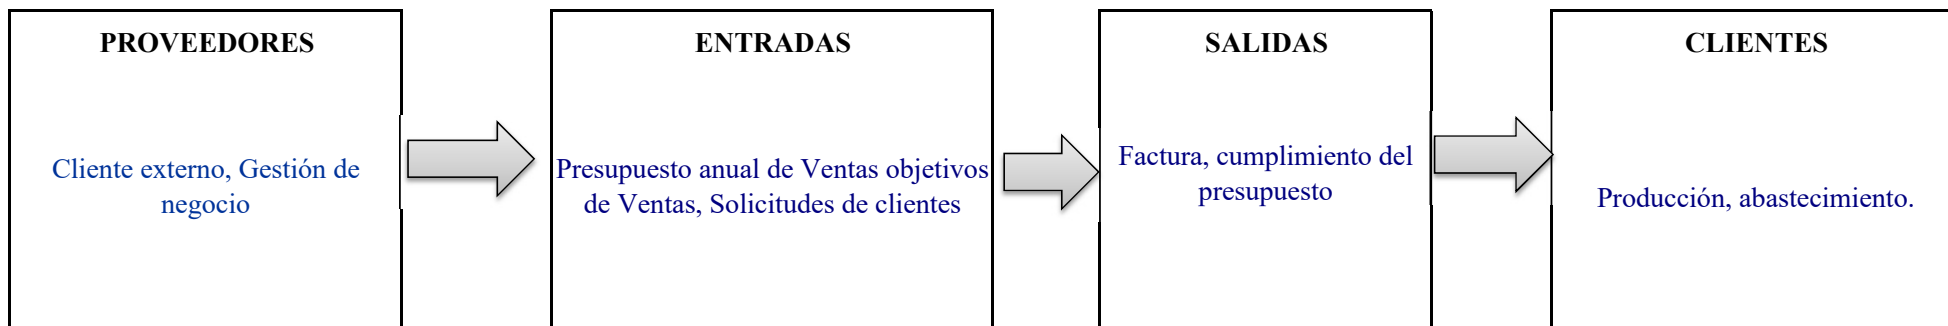 PROVEEDORES
Cliente externo, Gestión de
negocio
ENTRADAS
Presupuesto anual de Ventas objetivos
de Ventas, Solicitudes de clientes
SALIDAS
Factura, cumplimiento del
presupuesto
CLIENTES
Producción, abastecimiento.